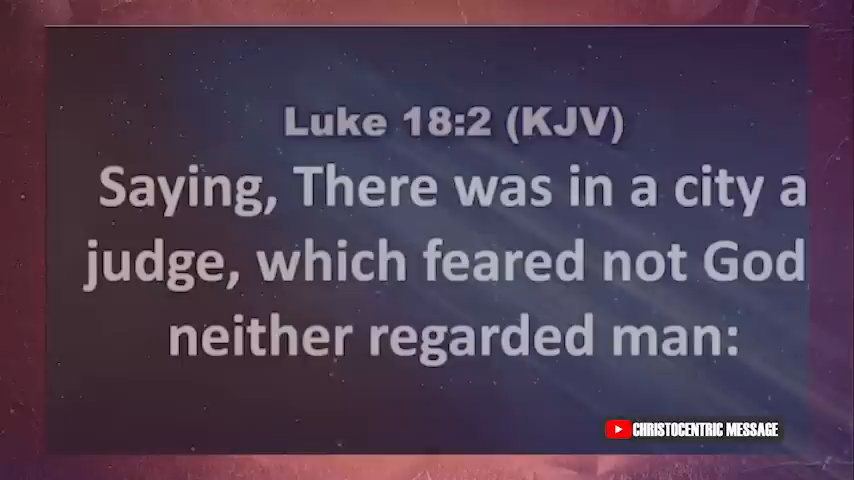 Luke 18:2 (KJV)
Saying, There was in a city a
judge, which feared not God
neither regarded man:
CHRISTOCENTRIC MESSAGE